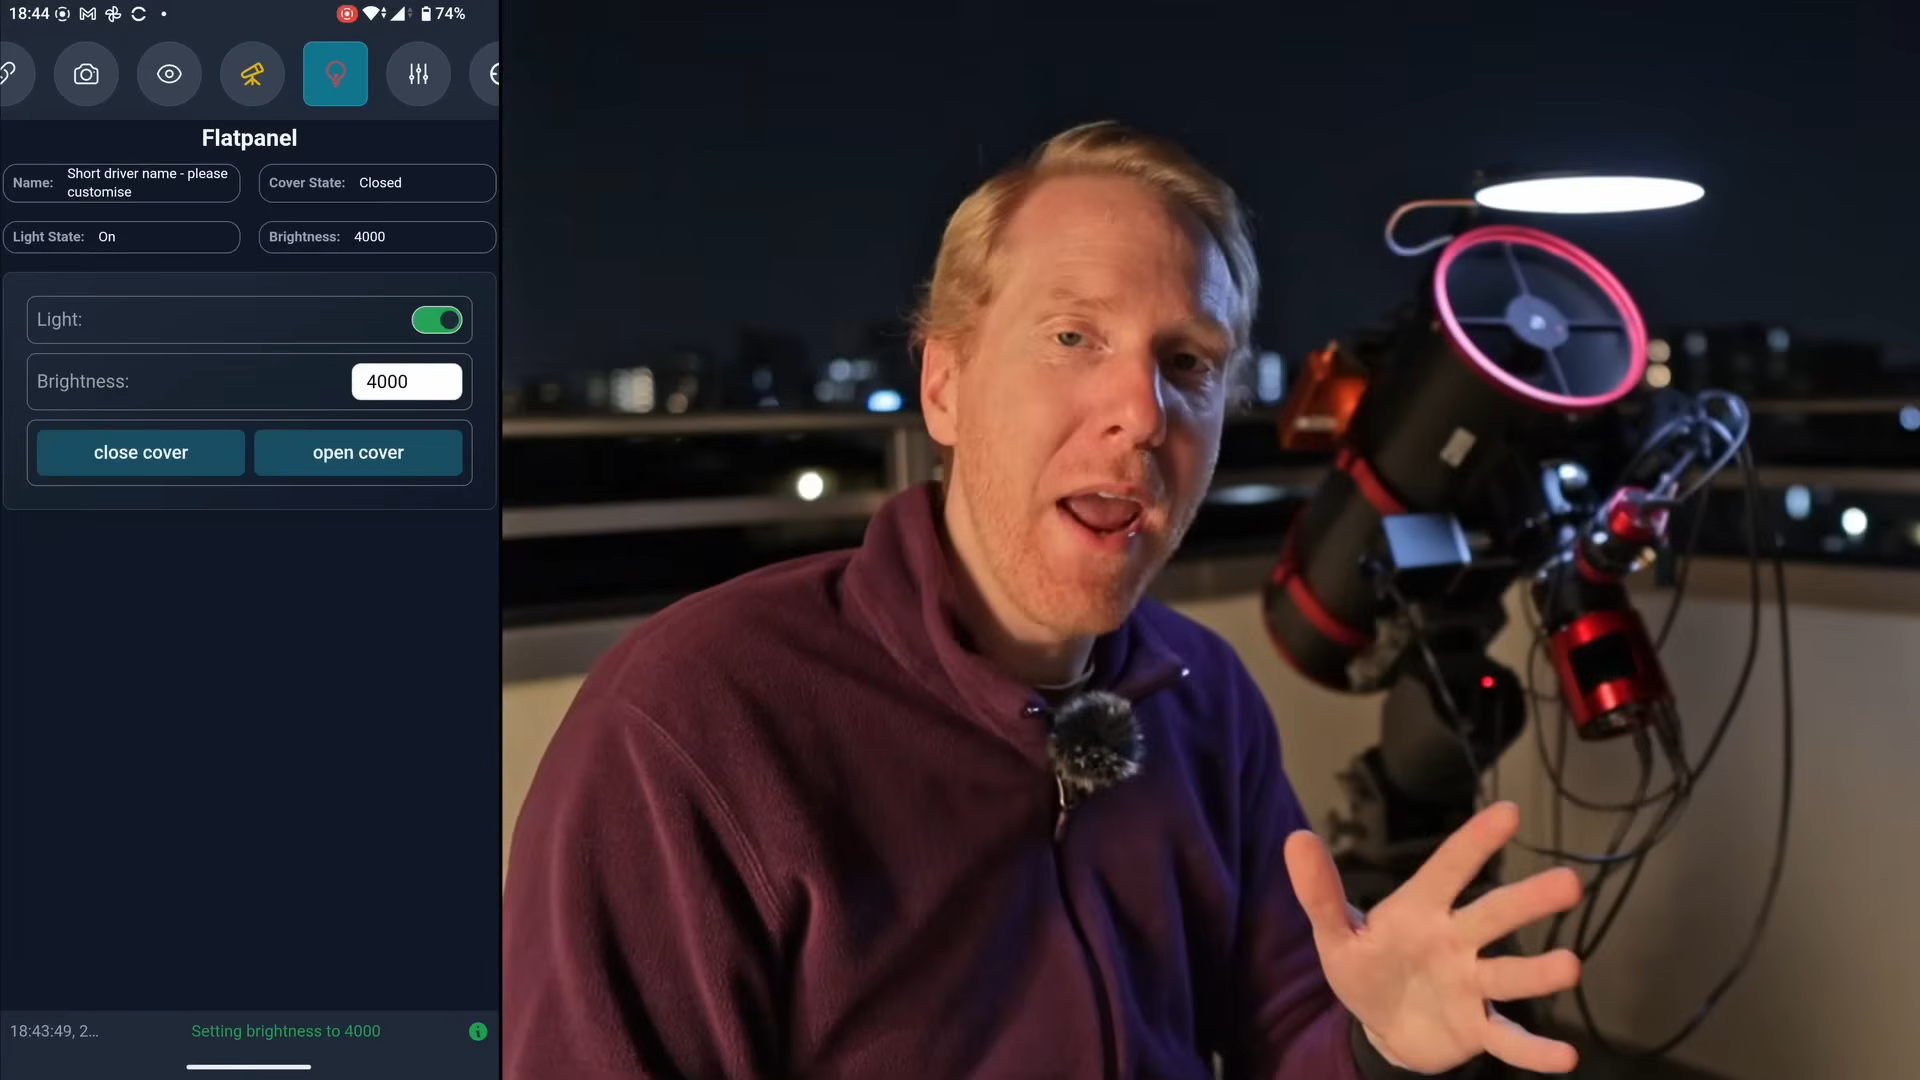 18:44
74%
Flatpanel
Name: Short driver name - please
customise
Cover State: Closed
Light State: On
Brightness: 4000
Light:
Brightness: 4000
close cover
open cover
18:43:49, 2...
Setting brightness to 4000